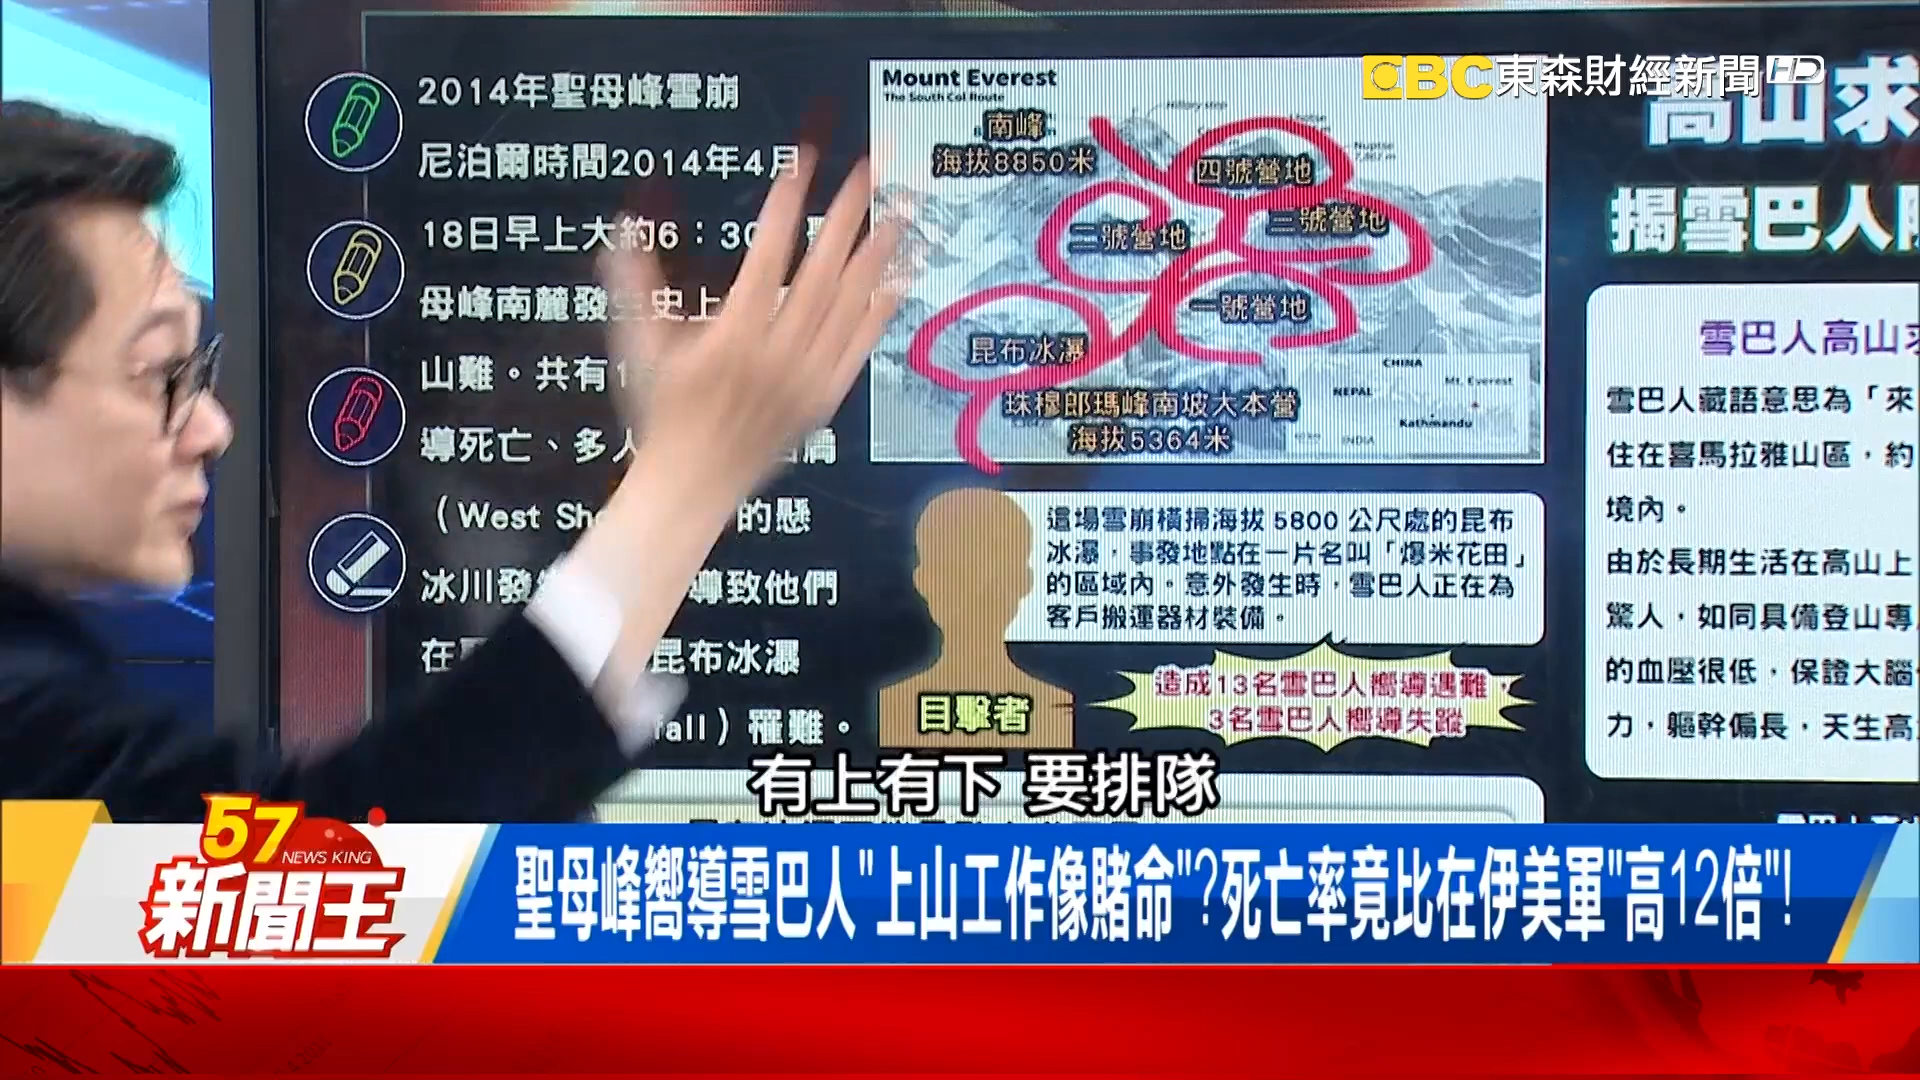 EBC 東森財經新聞 HD
高山求
揭雪巴人
2014年聖母峰雪崩
尼泊爾時間2014年4月
18日早上大約6：30
母峰南麓發生史上
山難。共有1
導死亡、多人
（West Sh 的懸
冰川發 導致他們
在 昆布冰瀑
fall）罹難。
Mount Everest
The South Col Route
Hillary step
南峰
海拔8850米
四號營地
Nuptse
三號營地
二號營地
一號營地
昆布冰瀑
CHINA
NEPAL
Mt. Everest
Kathmandu
INDIA
珠穆郎瑪峰南坡大本營
海拔5364米
這場雪崩橫掃海拔 5800 公尺處的昆布
冰瀑，事發地點在一片名叫「爆米花田」
的區域內。意外發生時，雪巴人正在為
客戶搬運器材裝備。
目擊者
造成13名雪巴人嚮導遇難，
3名雪巴人嚮導失蹤
雪巴人高山求
雪巴人藏語意思為「來
住在喜馬拉雅山區，約
境內。
由於長期生活在高山上
驚人，如同具備登山專
的血壓很低，保證大腦
力，軀幹偏長，天生高
有上有下 要排隊
57
NEWS KING
新聞王
聖母峰嚮導雪巴人"上山工作像賭命"?死亡率竟比在伊美軍"高12倍"!